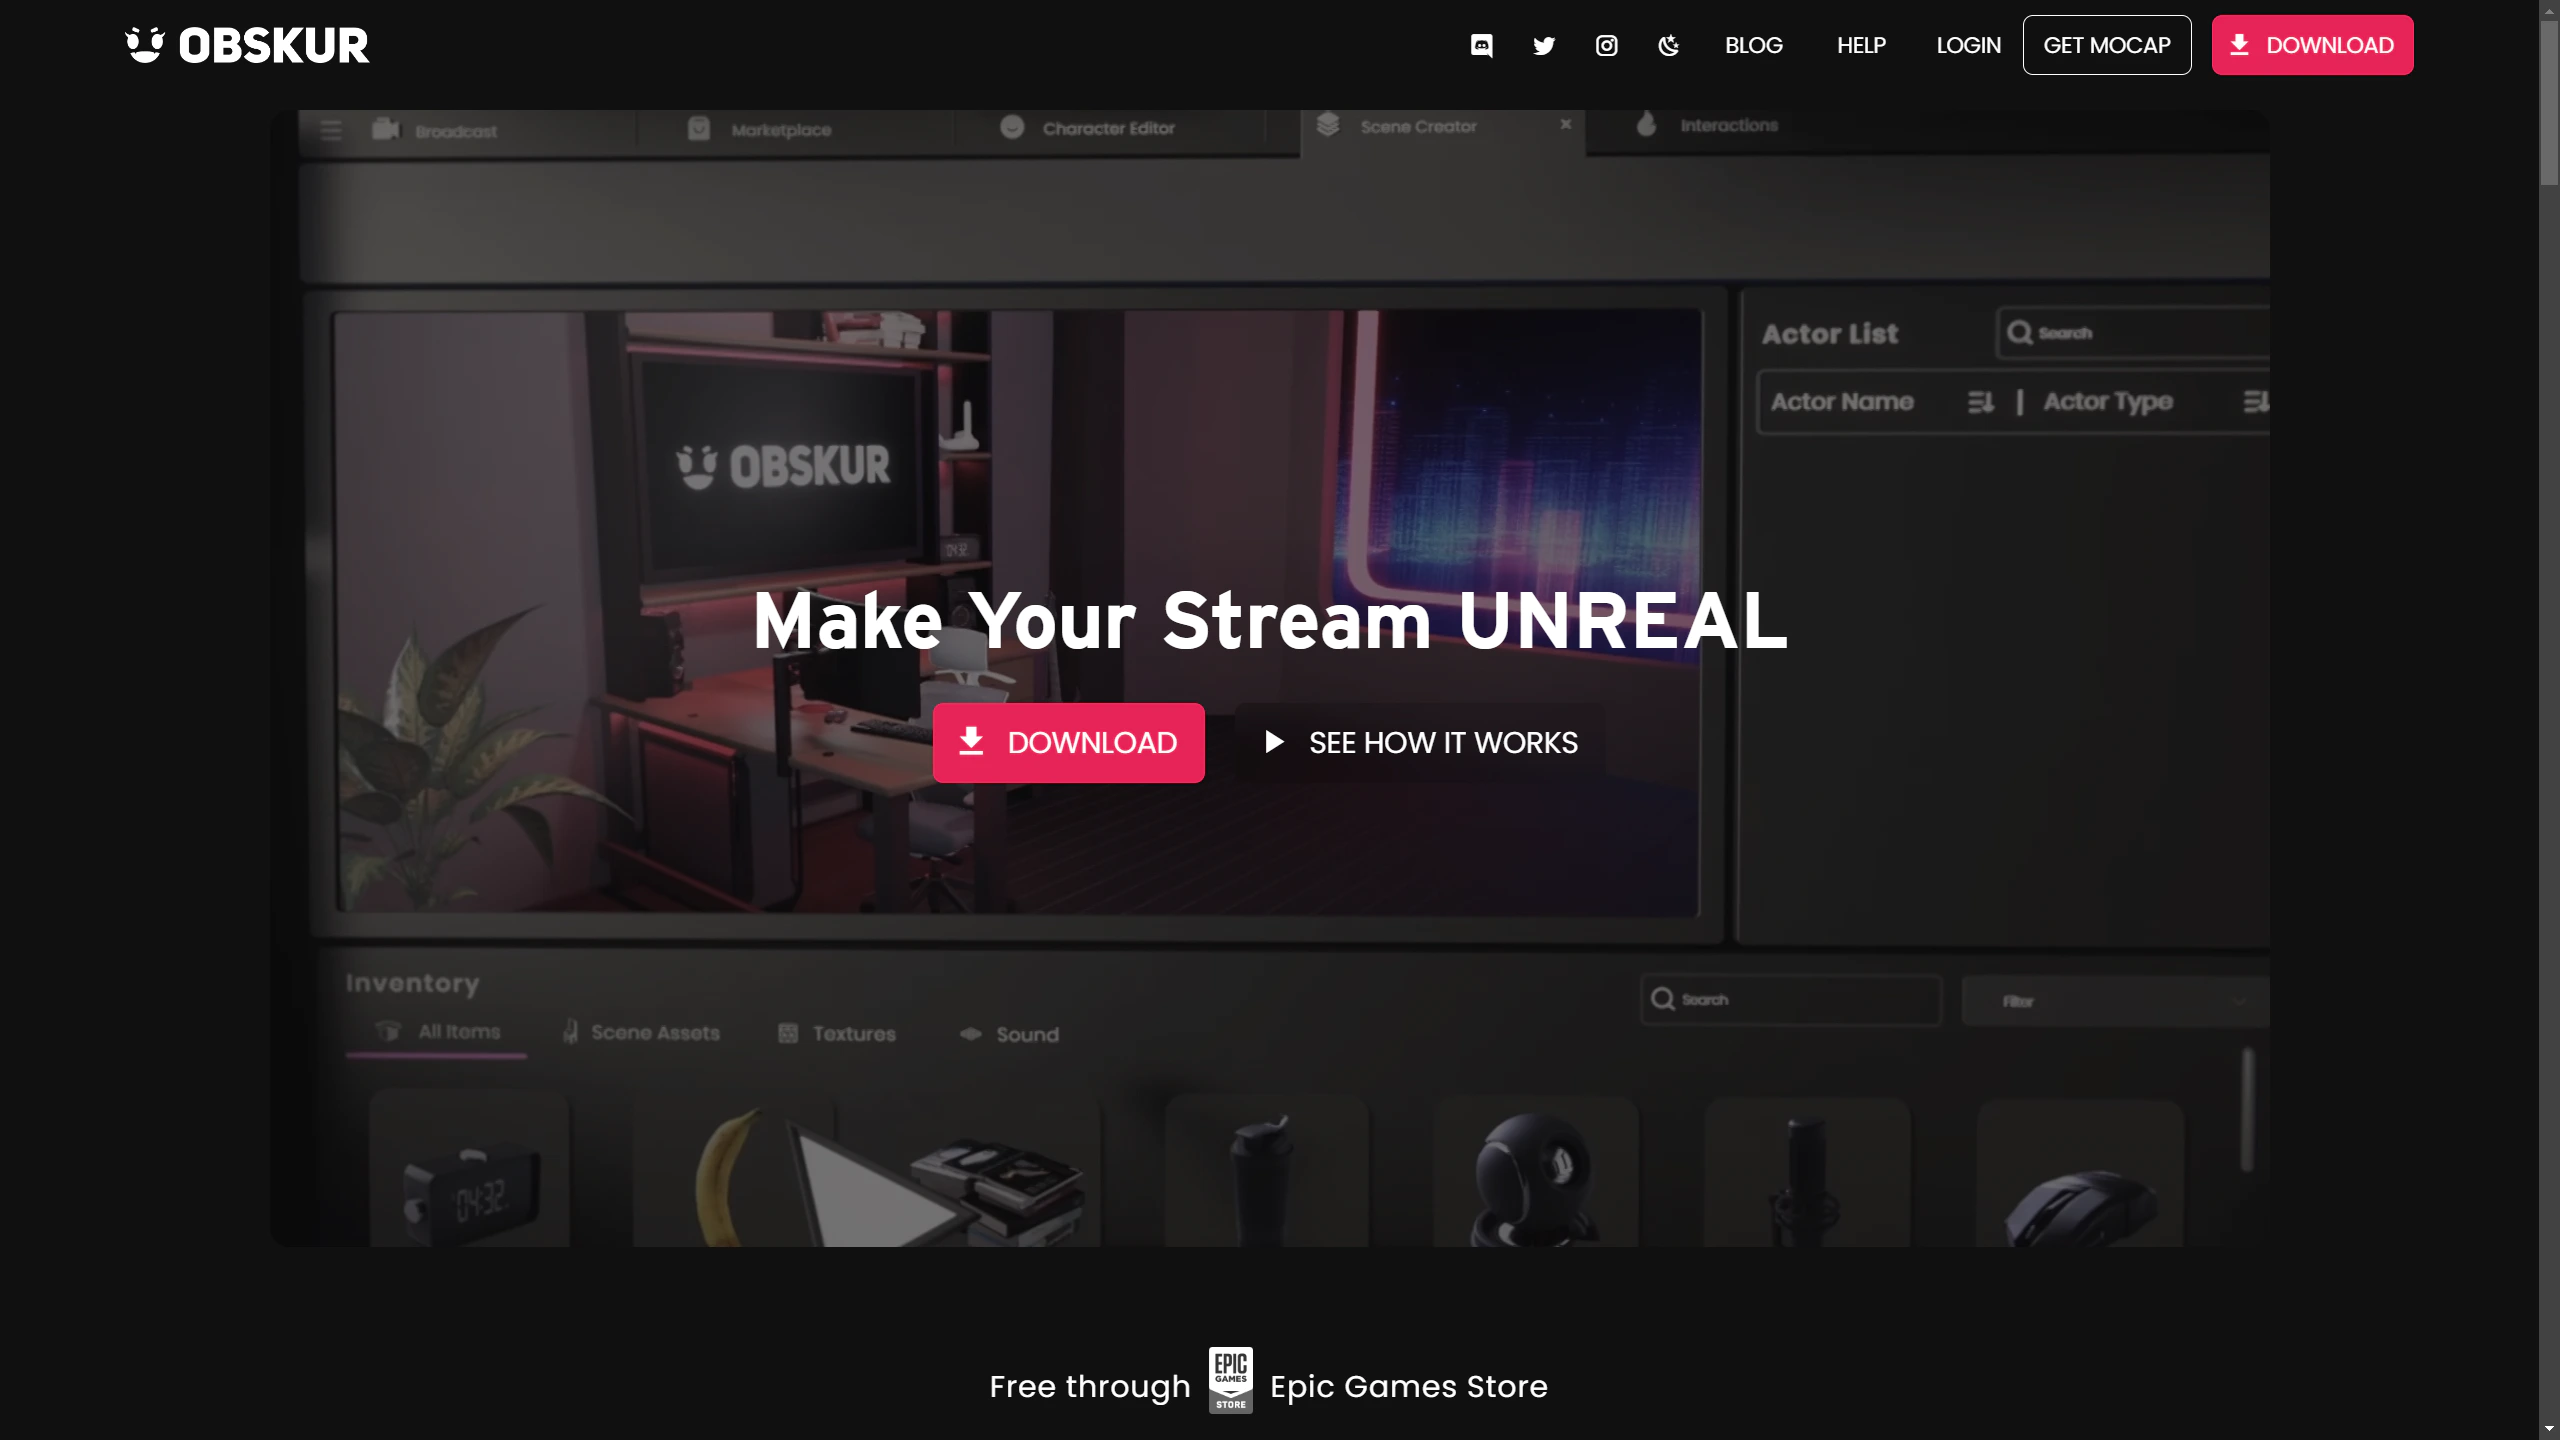 OBSKUR
BLOG
HELP
LOGIN
GET MOCAP
DOWNLOAD
Broadcast
Marketplace
Character Editor
Scene Creator
Interactions
Actor List
Search
Actor Name
Actor Type
OBSKUR
04:32
Make Your Stream UNREAL
DOWNLOAD
SEE HOW IT WORKS
Inventory
Search
Filter
All Items
Scene Assets
Textures
Sound
04:32
Free through
EPIC
GAMES
STORE
Epic Games Store